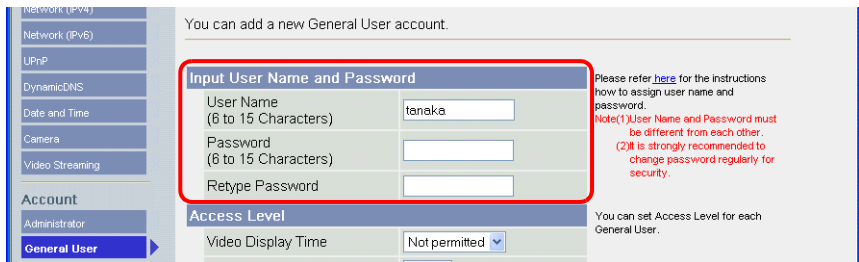 Network (IPv4)
Network (IPv6)
UPnP
DynamicDNS
Date and Time
Camera
Video Streaming
Account
Administrator
General User
You can add a new General User account.
Input User Name and Password
User Name
(6 to 15 Characters)
tanaka
Password
(6 to 15 Characters)
Retype Password
Access Level
Video Display Time
Not permitted
Please refer here for the instructions
how to assign user name and
password.
Note(1)User Name and Password must
be different from each other.
(2)It is strongly recommended to
change password regularly for
security.
You can set Access Level for each
General User.